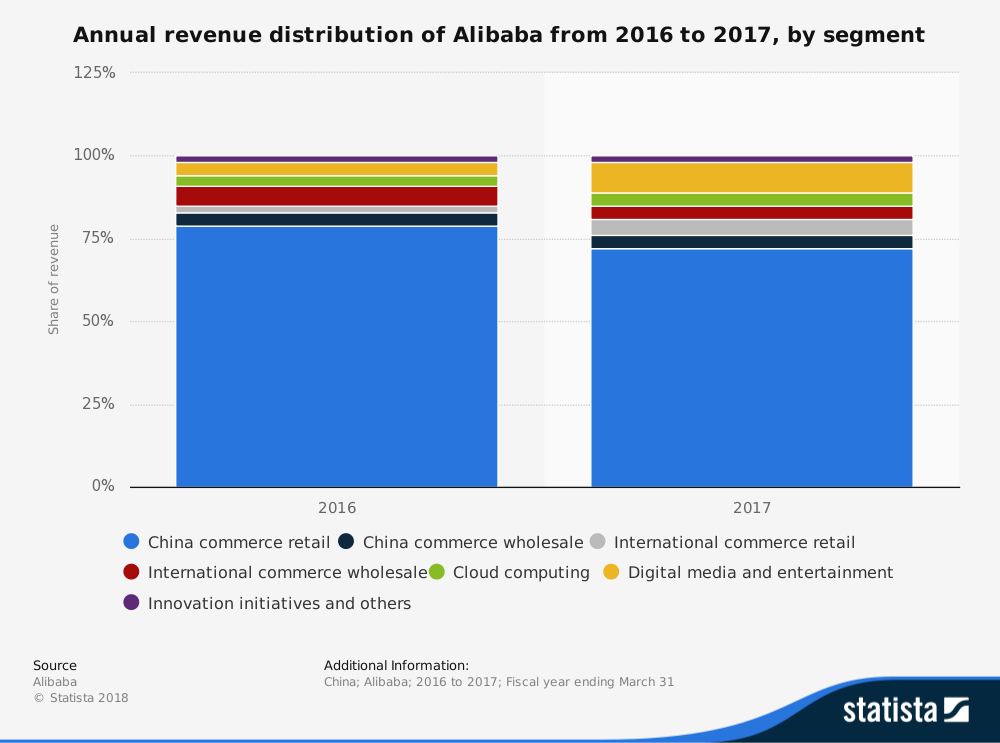 Annual revenue distribution of Alibaba from 2016 to 2017, by segment
125%
100%
75%
50%
25%
0%
Share of revenue
2016 2017
China commerce retail China commerce wholesale International commerce retail
International commerce wholesale Cloud computing Digital media and entertainment
Innovation initiatives and others
Source
Alibaba
© Statista 2018
Additional Information:
China; Alibaba; 2016 to 2017; Fiscal year ending March 31
statista